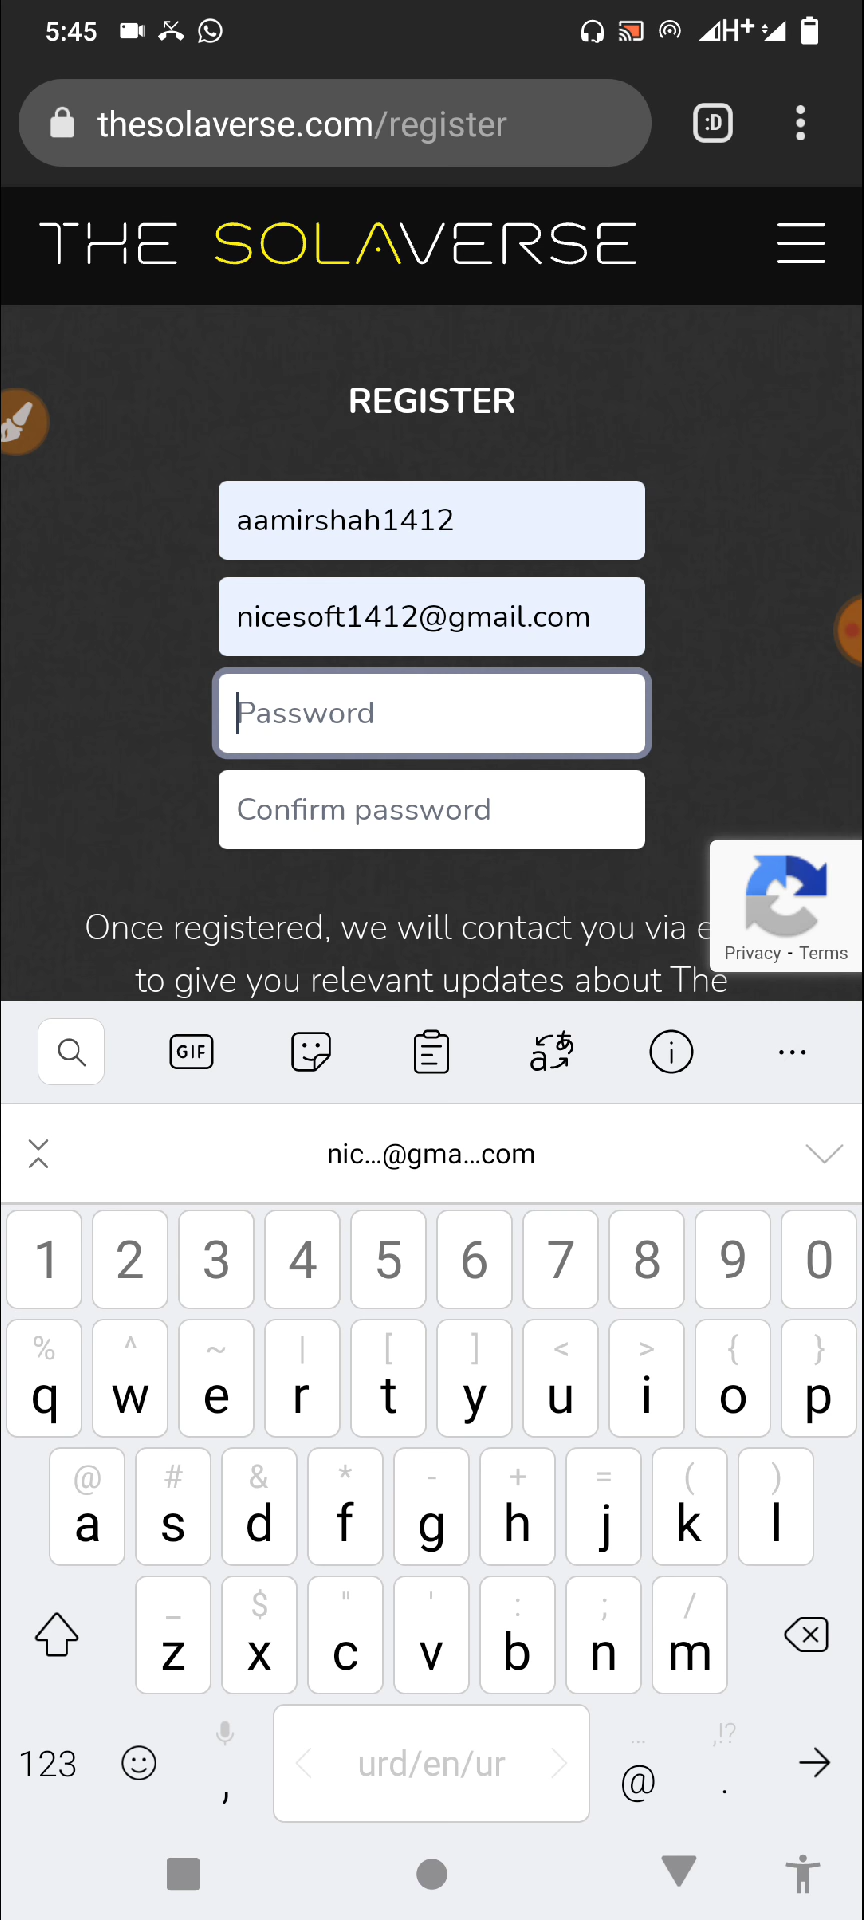 5:45 H+
thesolaverse.com/register :D
THE SOLAVERSE
REGISTER
aamirshah1412
nicesoft1412@gmail.com
Password
Confirm password
Once registered, we will contact you via e
to give you relevant updates about The
Privacy - Terms
GIF
nic...@gma...com
1 2 3 4 5 6 7 8 9 0
% ^ ~ | [ ] < > { }
q w e r t y u i o p
@ # & * - + = ( )
a s d f g h j k l
_ $ " ' : ; /
z x c v b n m
... ,!?
123 , urd/en/ur @ .